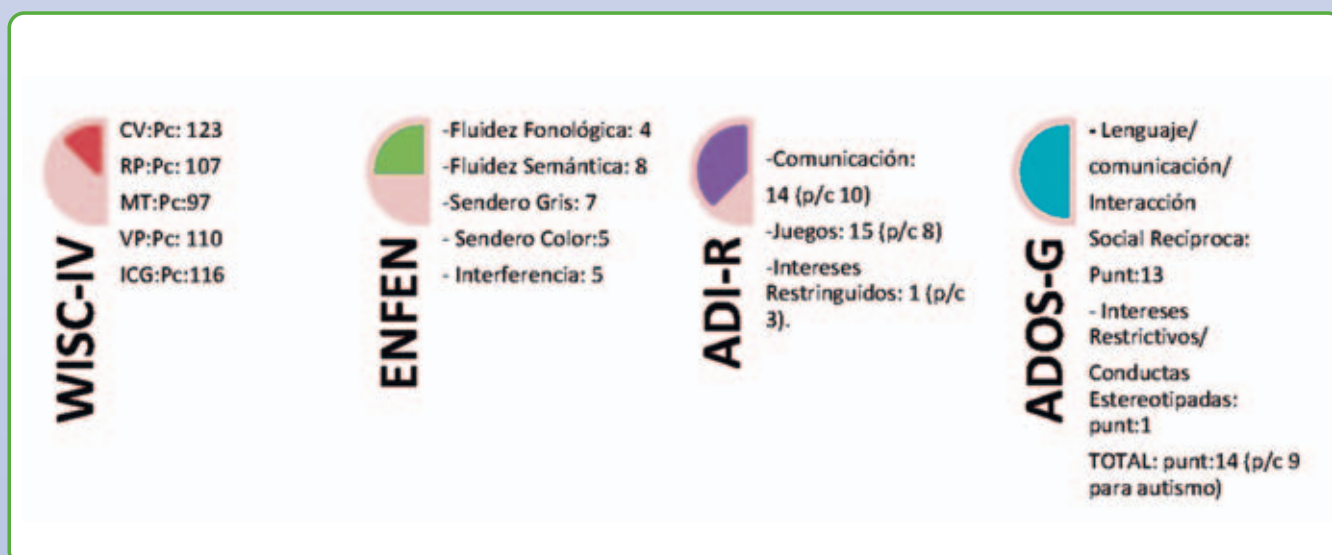 WISC-IV
CV:Pc: 123
RP:Pc: 107
MT:Pc:97
VP:Pc: 110
ICG:Pc:116
ENFEN
-Fluidez Fonológica: 4
-Fluidez Semántica: 8
-Sendero Gris: 7
- Sendero Color:5
- Interferencia: 5
ADI-R
-Comunicación:
14 (p/c 10)
-Juegos: 15 (p/c 8)
-Intereses
Restringuidos: 1 (p/c
3).
ADOS-G
- Lenguaje/
comunicación/
Interacción
Social Recíproca:
Punt:13
- Intereses
Restrictivos/
Conductas
Estereotipadas:
punt:1
TOTAL: punt:14 (p/c 9
para autismo)